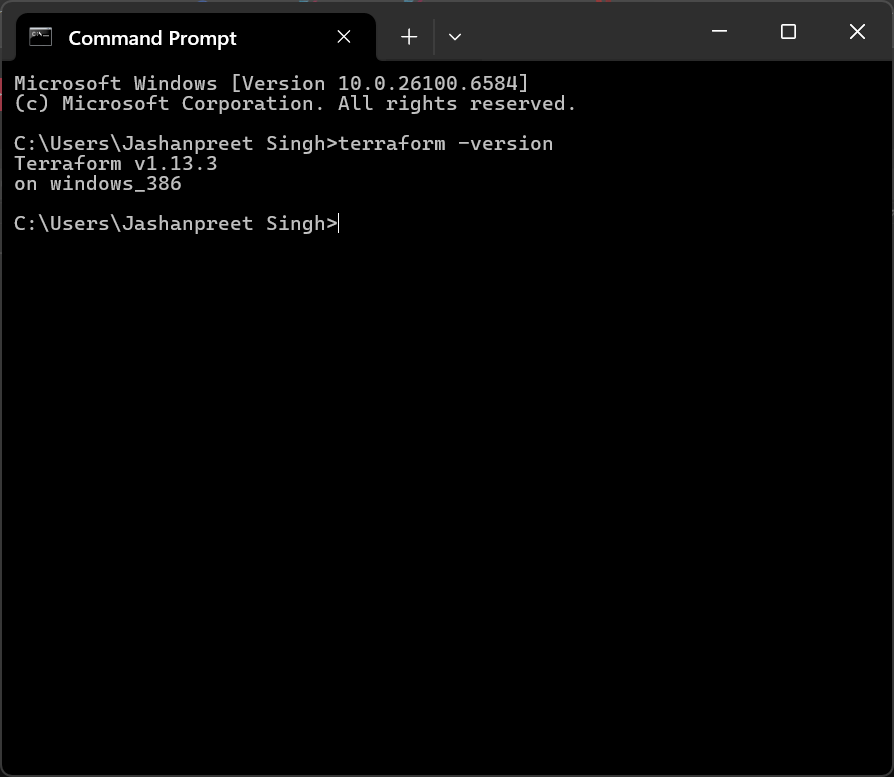 Command Prompt
Microsoft Windows [Version 10.0.26100.6584]
(c) Microsoft Corporation. All rights reserved.
C:\Users\Jashanpreet Singh>terraform -version
Terraform v1.13.3
on windows_386
C:\Users\Jashanpreet Singh>